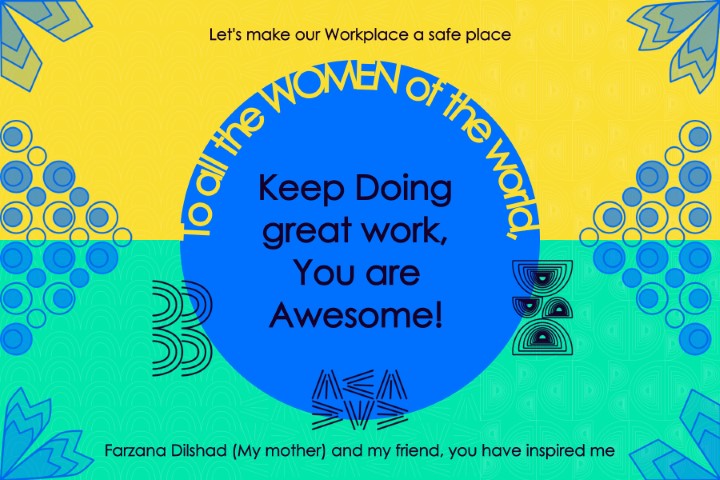 Let's make our Workplace a safe place
To all the WOMEN of the world,
Keep Doing
great work,
You are
Awesome!
Farzana Dilshad (My mother) and my friend, you have inspired me